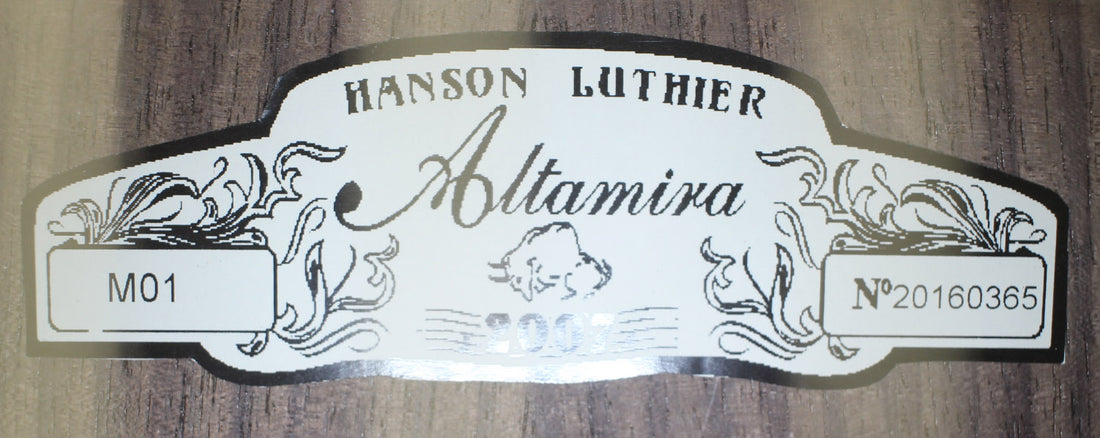 HANSON LUTHIER
Altamira
M01
Nº20160365
2007